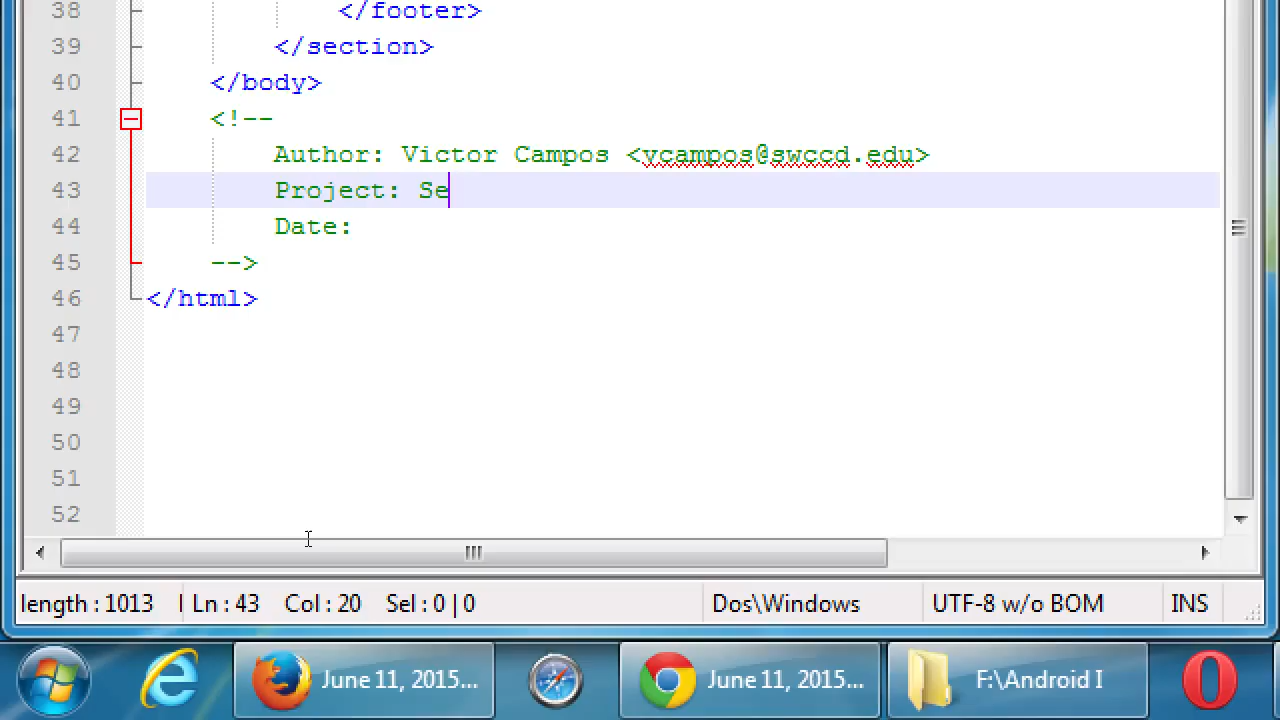 38 </footer>
39 </section>
40 </body>
41 <!--
42 Author: Victor Campos <vcampos@swccd.edu>
43 Project: Se
44 Date:
45 -->
46 </html>
47
48
49
50
51
52
length : 1013 Ln : 43 Col : 20 Sel : 0 | 0 Dos\Windows UTF-8 w/o BOM INS
June 11, 2015... June 11, 2015... F:\Android I